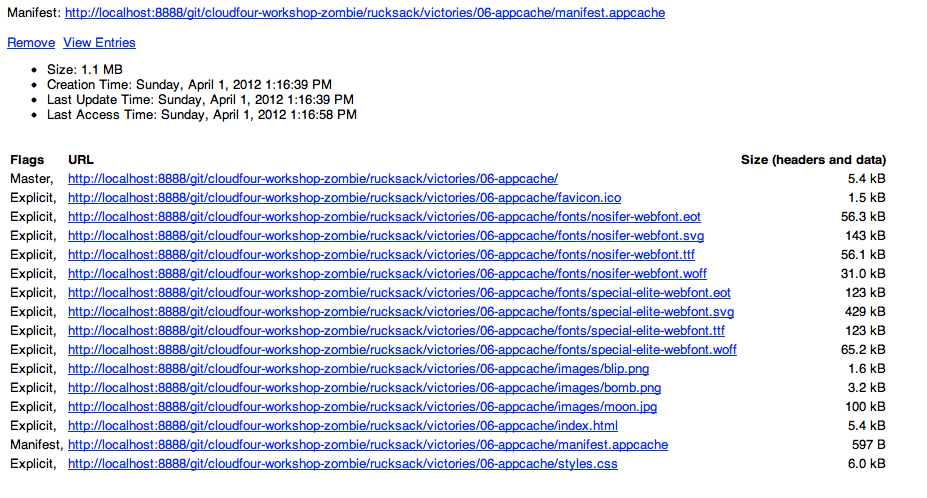 Manifest: http://localhost:8888/git/cloudfour-workshop-zombie/rucksack/victories/06-appcache/manifest.appcache
Remove View Entries
• Size: 1.1 MB
• Creation Time: Sunday, April 1, 2012 1:16:39 PM
• Last Update Time: Sunday, April 1, 2012 1:16:39 PM
• Last Access Time: Sunday, April 1, 2012 1:16:58 PM
Flags URL Size (headers and data)
Master, http://localhost:8888/git/cloudfour-workshop-zombie/rucksack/victories/06-appcache/ 5.4 kB
Explicit, http://localhost:8888/git/cloudfour-workshop-zombie/rucksack/victories/06-appcache/favicon.ico 1.5 kB
Explicit, http://localhost:8888/git/cloudfour-workshop-zombie/rucksack/victories/06-appcache/fonts/nosifer-webfont.eot 56.3 kB
Explicit, http://localhost:8888/git/cloudfour-workshop-zombie/rucksack/victories/06-appcache/fonts/nosifer-webfont.svg 143 kB
Explicit, http://localhost:8888/git/cloudfour-workshop-zombie/rucksack/victories/06-appcache/fonts/nosifer-webfont.ttf 56.1 kB
Explicit, http://localhost:8888/git/cloudfour-workshop-zombie/rucksack/victories/06-appcache/fonts/nosifer-webfont.woff 31.0 kB
Explicit, http://localhost:8888/git/cloudfour-workshop-zombie/rucksack/victories/06-appcache/fonts/special-elite-webfont.eot 123 kB
Explicit, http://localhost:8888/git/cloudfour-workshop-zombie/rucksack/victories/06-appcache/fonts/special-elite-webfont.svg 429 kB
Explicit, http://localhost:8888/git/cloudfour-workshop-zombie/rucksack/victories/06-appcache/fonts/special-elite-webfont.ttf 123 kB
Explicit, http://localhost:8888/git/cloudfour-workshop-zombie/rucksack/victories/06-appcache/fonts/special-elite-webfont.woff 65.2 kB
Explicit, http://localhost:8888/git/cloudfour-workshop-zombie/rucksack/victories/06-appcache/images/blip.png 1.6 kB
Explicit, http://localhost:8888/git/cloudfour-workshop-zombie/rucksack/victories/06-appcache/images/bomb.png 3.2 kB
Explicit, http://localhost:8888/git/cloudfour-workshop-zombie/rucksack/victories/06-appcache/images/moon.jpg 100 kB
Explicit, http://localhost:8888/git/cloudfour-workshop-zombie/rucksack/victories/06-appcache/index.html 5.4 kB
Manifest, http://localhost:8888/git/cloudfour-workshop-zombie/rucksack/victories/06-appcache/manifest.appcache 597 B
Explicit, http://localhost:8888/git/cloudfour-workshop-zombie/rucksack/victories/06-appcache/styles.css 6.0 kB